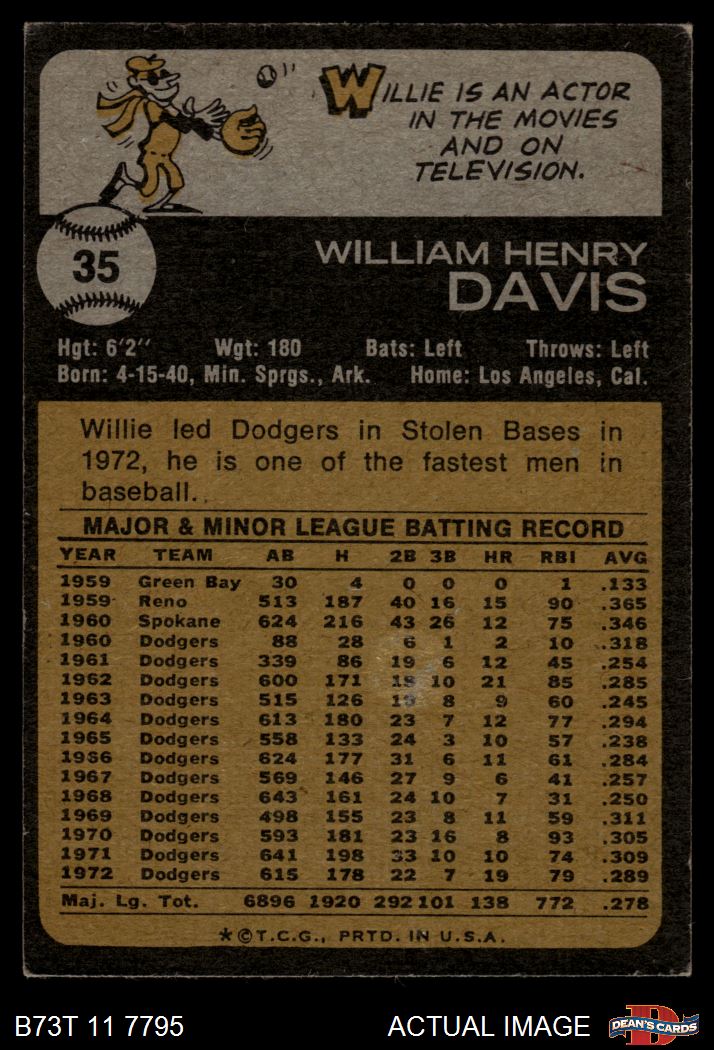 WILLIE IS AN ACTOR
IN THE MOVIES
AND ON
TELEVISION.
35
WILLIAM HENRY
DAVIS
Hgt: 6'2" Wgt: 180 Bats: Left Throws: Left
Born: 4-15-40, Min. Sprgs., Ark. Home: Los Angeles, Cal.
Willie led Dodgers in Stolen Bases in
1972, he is one of the fastest men in
baseball.
MAJOR & MINOR LEAGUE BATTING RECORD
YEAR TEAM AB H 2B 3B HR RBI AVG
1959 Green Bay 30 4 0 0 0 1 .133
1959 Reno 513 187 40 16 15 90 .365
1960 Spokane 624 216 43 26 12 75 .346
1960 Dodgers 88 28 6 1 2 10 .318
1961 Dodgers 339 86 19 6 12 45 .254
1962 Dodgers 600 171 18 10 21 85 .285
1963 Dodgers 515 126 19 8 9 60 .245
1964 Dodgers 613 180 23 7 12 77 .294
1965 Dodgers 558 133 24 3 10 57 .238
1966 Dodgers 624 177 31 6 11 61 .284
1967 Dodgers 569 146 27 9 6 41 .257
1968 Dodgers 643 161 24 10 7 31 .250
1969 Dodgers 498 155 23 8 11 59 .311
1970 Dodgers 593 181 23 16 8 93 .305
1971 Dodgers 641 198 33 10 10 74 .309
1972 Dodgers 615 178 22 7 19 79 .289
Maj. Lg. Tot. 6896 1920 292 101 138 772 .278
*©T.C.G., PRTD. IN U.S.A.
B73T 11 7795 ACTUAL IMAGE
D
DEAN'S CARDS